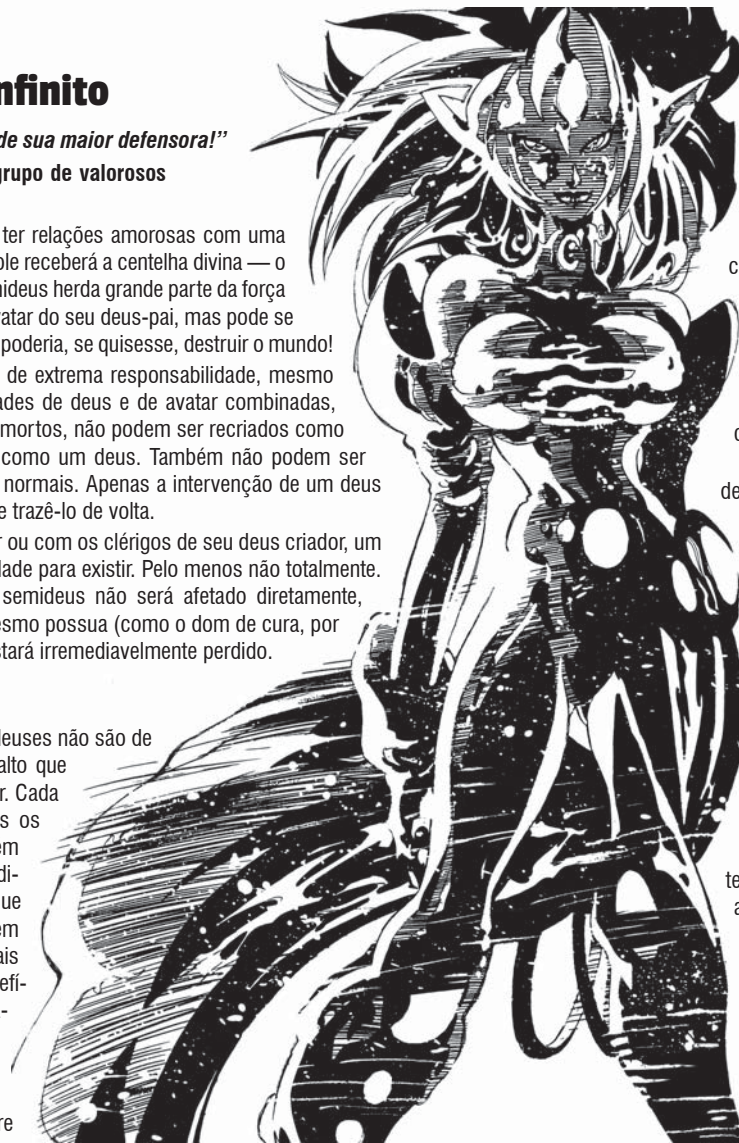 nfinito
de sua maior defensora!”
grupo de valorosos
ter relações amorosas com uma
ole receberá a centelha divina — o
nideus herda grande parte da força
vatar do seu deus-pai, mas pode se
poderia, se quisesse, destruir o mundo!
de extrema responsabilidade, mesmo
ades de deus e de avatar combinadas,
mortos, não podem ser recriados como
como um deus. Também não podem ser
normais. Apenas a intervenção de um deus
e trazê-lo de volta.
r ou com os clérigos de seu deus criador, um
dade para existir. Pelo menos não totalmente.
semideus não será afetado diretamente,
esmo possua (como o dom de cura, por
stará irremediavelmente perdido.
deuses não são de
alto que
r. Cada
s os
em
di-
que
em
ais
efí-
-
re
c
c
de
te
a